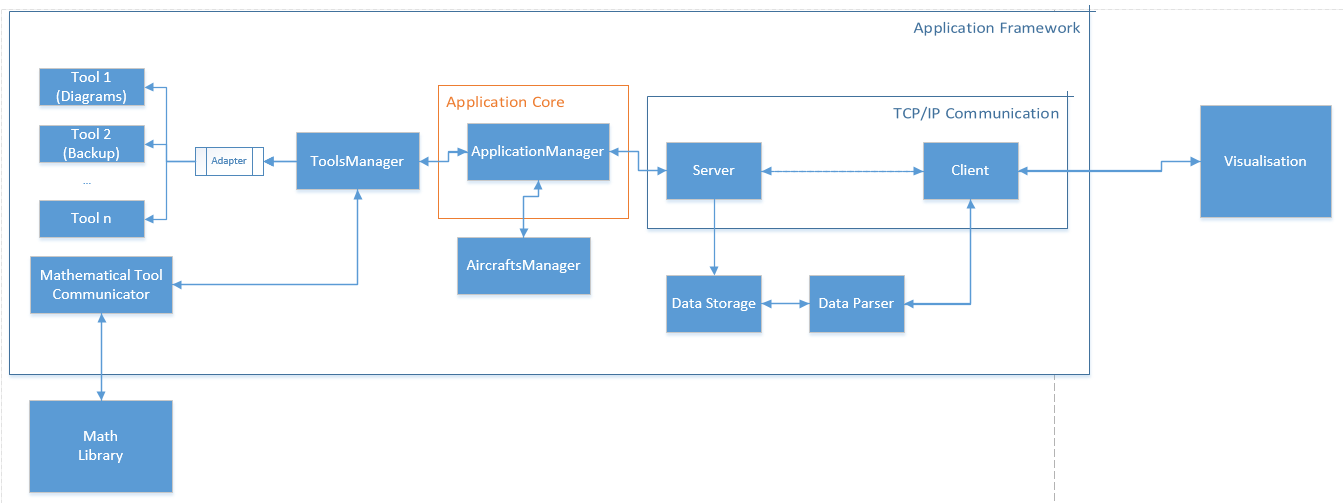 Application Framework
Tool 1
(Diagrams)
Application Core
TCP/IP Communication
Tool 2
(Backup)
Adapter
ToolsManager
ApplicationManager
Server
Client
Visualisation
...
Tool n
Mathematical Tool
Communicator
AircraftsManager
Data Storage
Data Parser
Math
Library